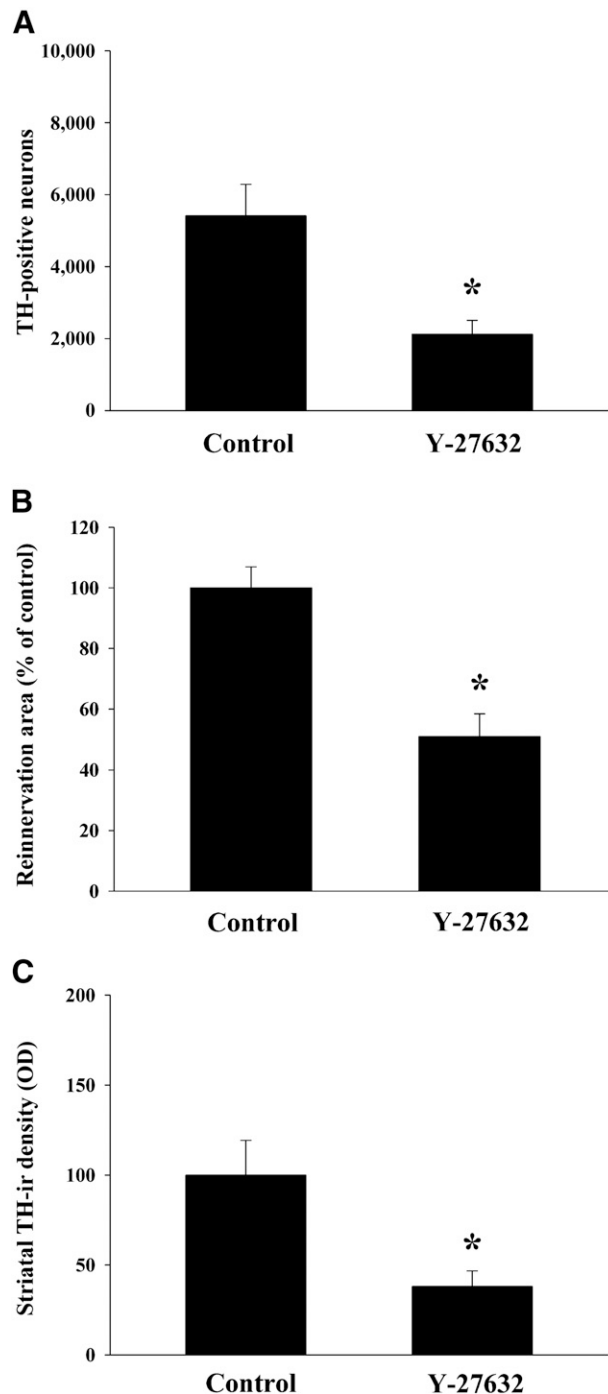 A
10,000
8,000
6,000
4,000
2,000
0
TH-positive neurons
*
Control
Y-27632
B
120
100
80
60
40
20
0
Reinnervation area (% of control)
*
Control
Y-27632
C
200
150
100
50
0
Striatal TH-ir density (OD)
*
Control
Y-27632